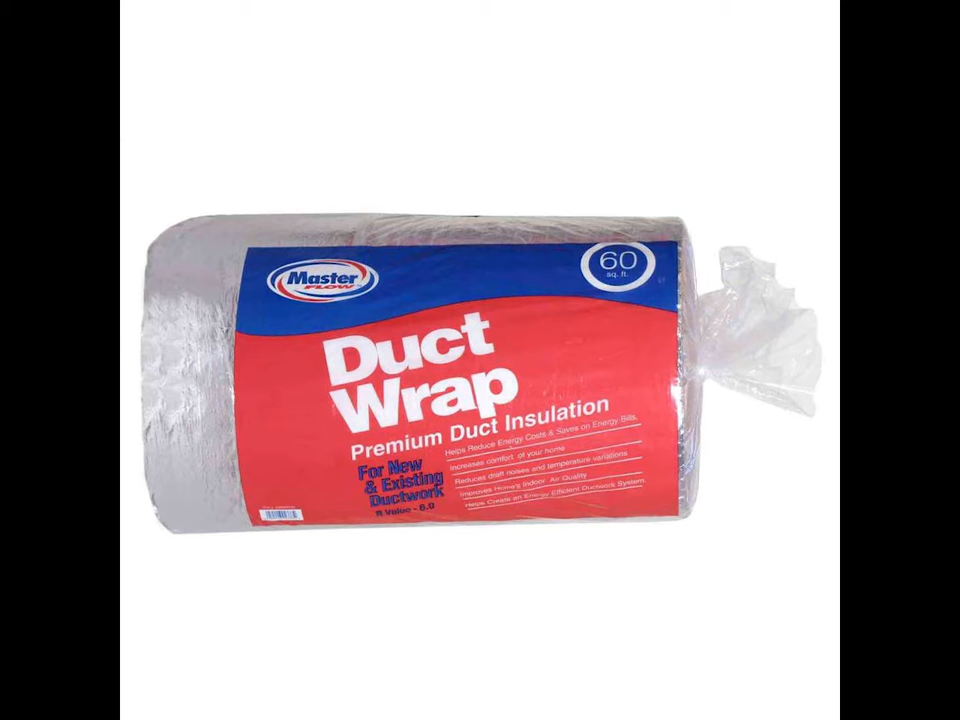 Master
FLOW
60
sq. ft.
Duct
Wrap
Premium Duct Insulation
Helps Reduce Energy Costs & Saves on Energy Bills.
Increases comfort of your home
Reduces draft noises and temperature variations
Improves Home's Indoor Air Quality
Helps Create an Energy Efficient Ductwork System.
For New
& Existing
Ductwork
R Value - 6.0